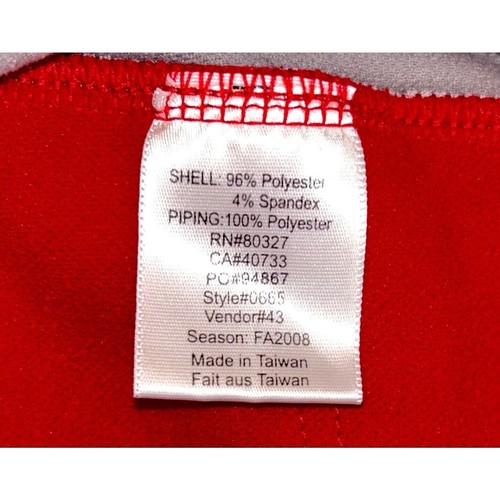 SHELL: 96% Polyester
4% Spandex
PIPING:100% Polyester
RN#80327
CA#40733
PO#94867
Style#0665
Vendor#43
Season: FA2008
Made in Taiwan
Fait aus Taiwan